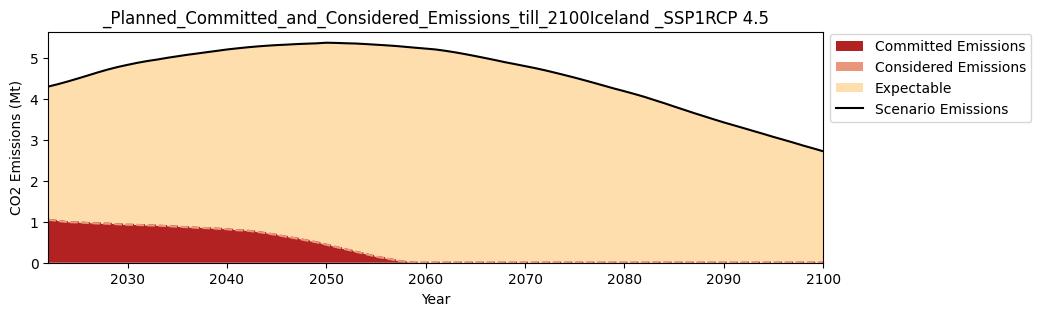 _Planned_Committed_and_Considered_Emissions_till_2100Iceland _SSP1RCP 4.5
Committed Emissions
Considered Emissions
Expectable
Scenario Emissions
CO2 Emissions (Mt)
5
4
3
2
1
0
2030 2040 2050 2060 2070 2080 2090 2100
Year